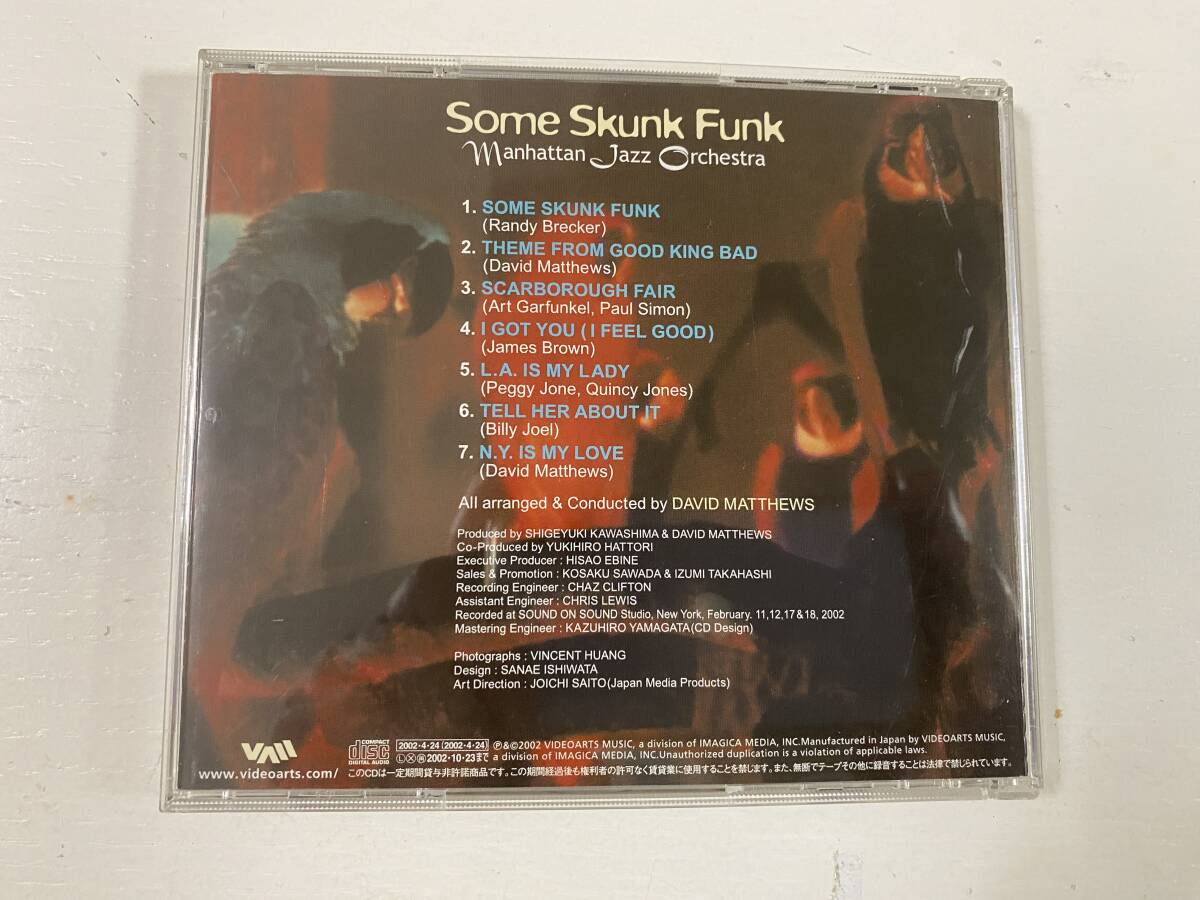 Some Skunk Funk
Manhattan Jazz Orchestra
1. SOME SKUNK FUNK
(Randy Brecker)
2. THEME FROM GOOD KING BAD
(David Matthews)
3. SCARBOROUGH FAIR
(Art Garfunkel, Paul Simon)
4. I GOT YOU ( I FEEL GOOD )
(James Brown)
5. L.A. IS MY LADY
(Peggy Jone, Quincy Jones)
6. TELL HER ABOUT IT
(Billy Joel)
7. N.Y. IS MY LOVE
(David Matthews)
All arranged & Conducted by DAVID MATTHEWS
Produced by SHIGEYUKI KAWASHIMA & DAVID MATTHEWS
Co-Produced by YUKIHIRO HATTORI
Executive Producer : HISAO EBINE
Sales & Promotion : KOSAKU SAWADA & IZUMI TAKAHASHI
Recording Engineer : CHAZ CLIFTON
Assistant Engineer : CHRIS LEWIS
Recorded at SOUND ON SOUND Studio, New York, February. 11,12,17&18, 2002
Mastering Engineer : KAZUHIRO YAMAGATA(CD Design)
Photographs : VINCENT HUANG
Design : SANAE ISHIWATA
Art Direction : JOICHI SAITO(Japan Media Products)
VAM
www.videoarts.com/
COMPACT
disc
DIGITAL AUDIO
2002・4・24 (2002・4・24) Ⓟ&©2002 VIDEOARTS MUSIC, a division of IMAGICA MEDIA, INC.Manufactured in Japan by VIDEOARTS MUSIC,
2002・10・23まで a division of IMAGICA MEDIA, INC.Unauthorized duplication is a violation of applicable laws.
このCDは一定期間貸与非許諾商品です。この期間経過後も権利者の許可なく賃貸業に使用することを禁じます。また、無断でテープその他に録音することは法律で禁じられています。